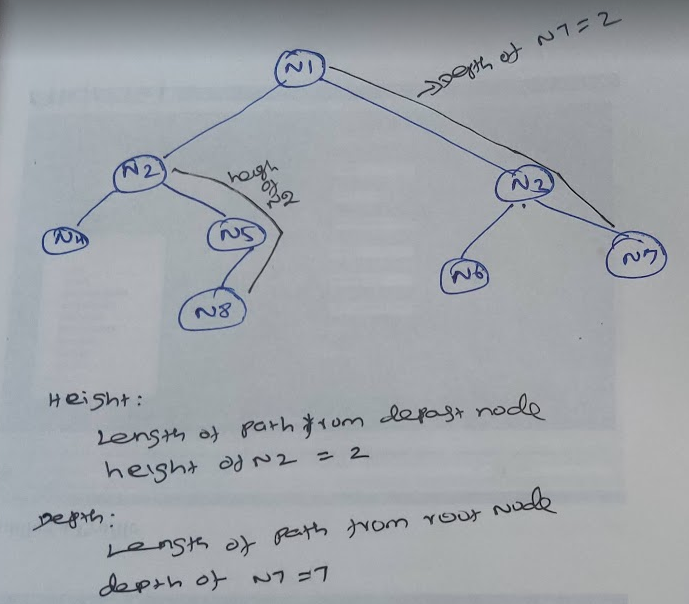 N1
→Depth of N7 = 2
N2
heigh
of
N2
N3
N4
N5
N6
N7
N8
Height:
Length of path from depast node
height of N2 = 2
Depth:
Length of path from root Node
depth of N7 = 7